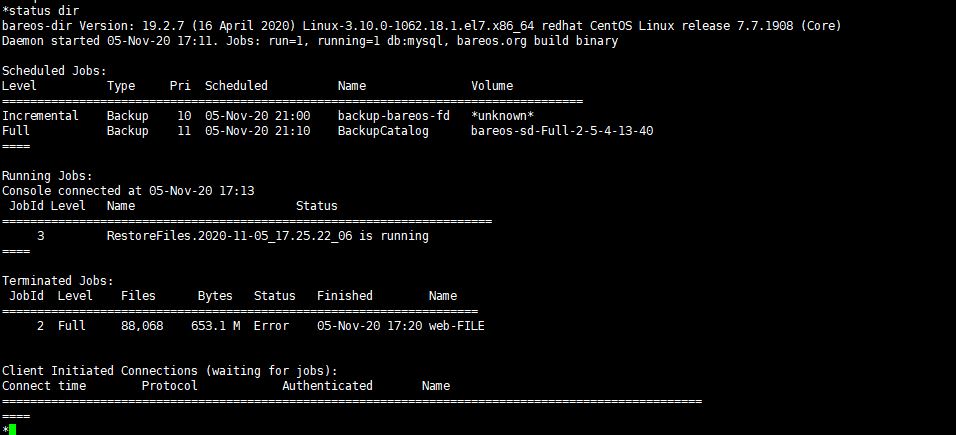 *status dir
bareos-dir Version: 19.2.7 (16 April 2020) Linux-3.10.0-1062.18.1.el7.x86_64 redhat CentOS Linux release 7.7.1908 (Core)
Daemon started 05-Nov-20 17:11. Jobs: run=1, running=1 db:mysql, bareos.org build binary
Scheduled Jobs:
Level          Type     Pri  Scheduled          Name               Volume
===================================================================================
Incremental    Backup    10  05-Nov-20 21:00    backup-bareos-fd   *unknown*
Full           Backup    11  05-Nov-20 21:10    BackupCatalog      bareos-sd-Full-2-5-4-13-40
====
Running Jobs:
Console connected at 05-Nov-20 17:13
 JobId Level   Name                       Status
======================================================================
     3         RestoreFiles.2020-11-05_17.25.22_06 is running
====
Terminated Jobs:
 JobId  Level    Files      Bytes   Status   Finished        Name
====================================================================
     2  Full     88,068    653.1 M  Error    05-Nov-20 17:20 web-FILE
Client Initiated Connections (waiting for jobs):
Connect time        Protocol            Authenticated       Name
====================================================================================================
====
*